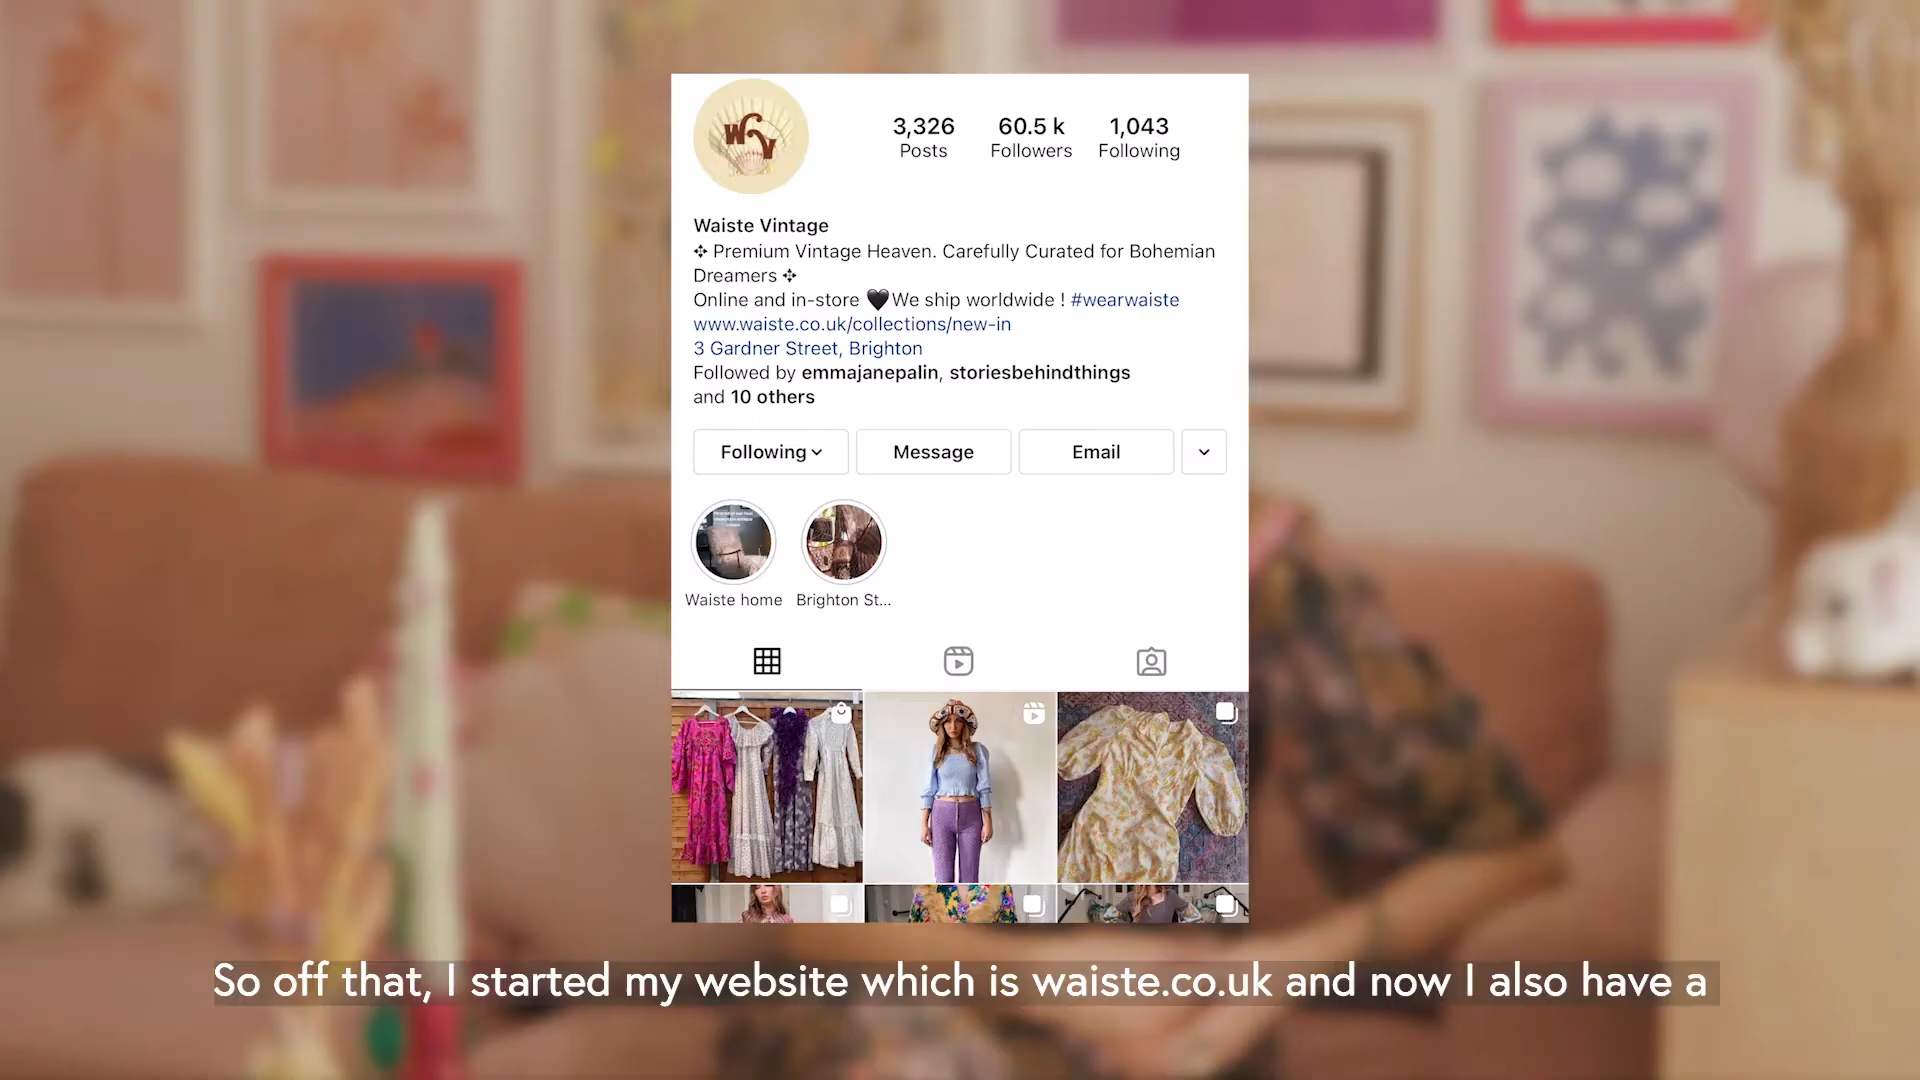 WV
3,326 60.5 k 1,043
Posts Followers Following
Waiste Vintage
Premium Vintage Heaven. Carefully Curated for Bohemian
Dreamers
Online and in-store 🖤We ship worldwide ! #wearwaiste
www.waiste.co.uk/collections/new-in
3 Gardner Street, Brighton
Followed by emmajanepalin, storiesbehindthings
and 10 others
Following Message Email
Waiste home Brighton St...
So off that, I started my website which is waiste.co.uk and now I also have a